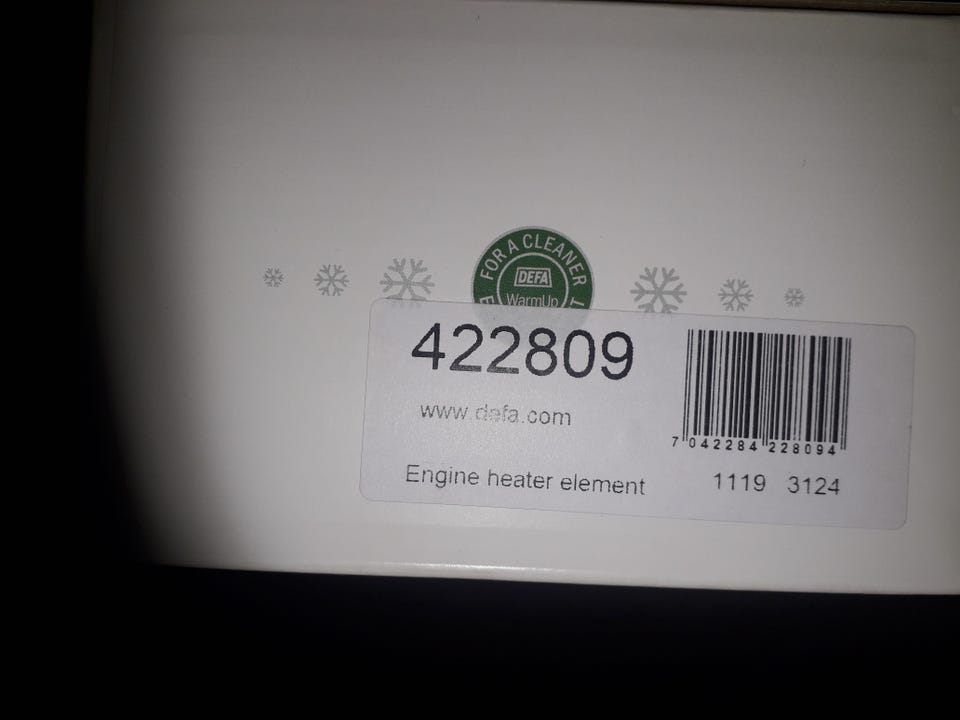 FOR A CLEANER
DEFA
WarmUp
422809
www.defa.com
7 042284 228094
Engine heater element
1119 3124